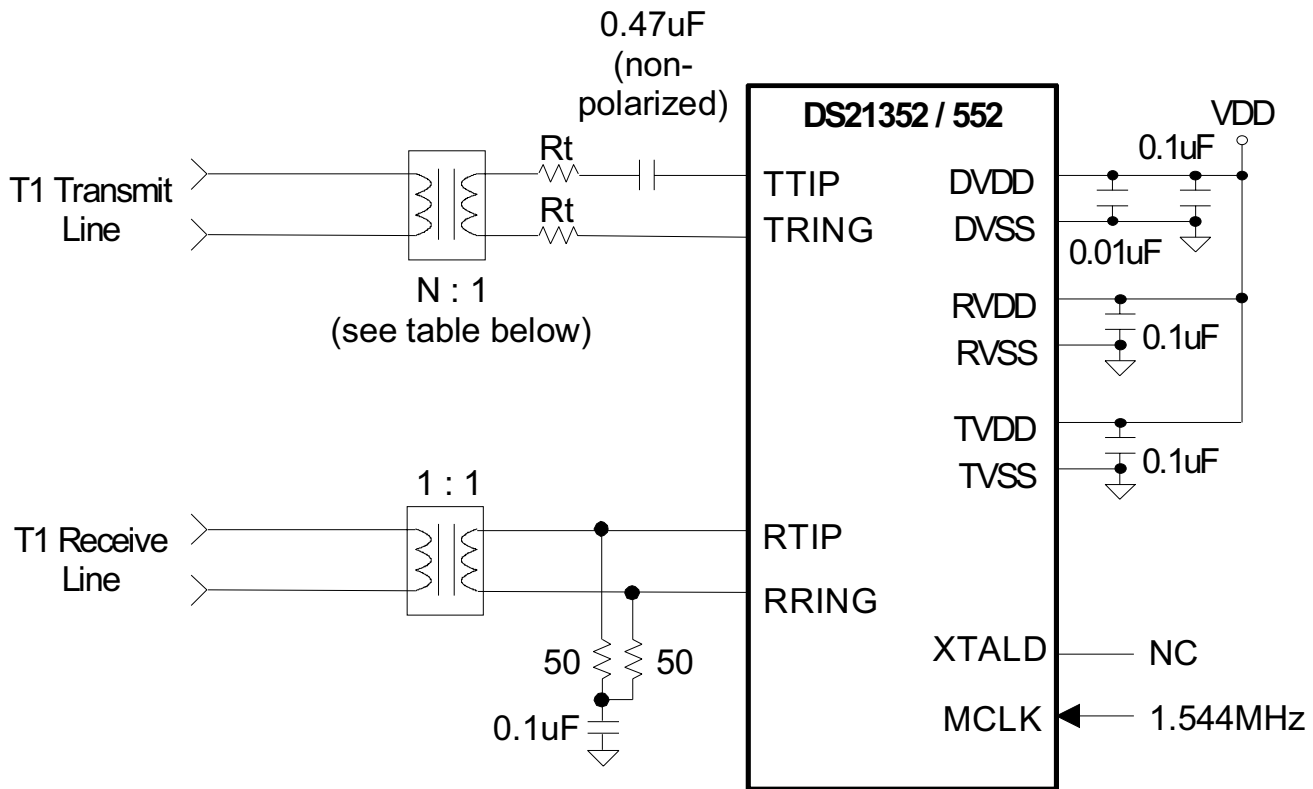 0.47uF
(non-
polarized)
DS21352 / 552
VDD
0.1uF
Rt
T1 Transmit
Line
TTIP
DVDD
Rt
TRING
DVSS
0.01uF
N : 1
(see table below)
RVDD
0.1uF
RVSS
TVDD
0.1uF
TVSS
1 : 1
T1 Receive
Line
RTIP
RRING
50
50
XTALD
NC
0.1uF
MCLK
1.544MHz